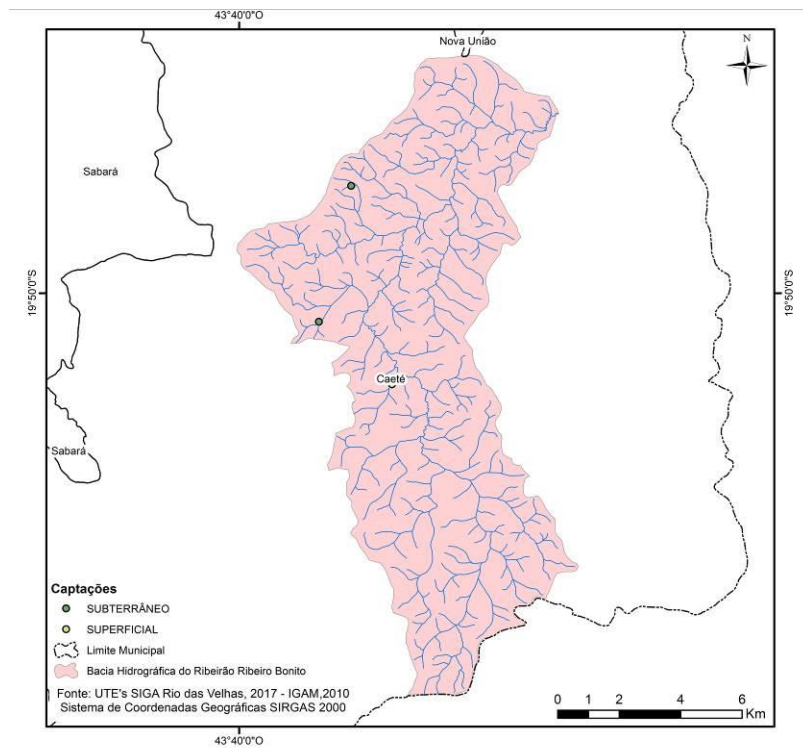 43°40'0"O
Nova União
N
Sabará
19°50'0"S
19°50'0"S
Caeté
Sabará
Captações
SUBTERRÂNEO
SUPERFICIAL
Limite Municipal
Bacia Hidrográfica do Ribeirão Ribeiro Bonito
Fonte: UTE's SIGA Rio das Velhas, 2017 - IGAM,2010
Sistema de Coordenadas Geográficas SIRGAS 2000
0 1 2 4 6
Km
43°40'0"O